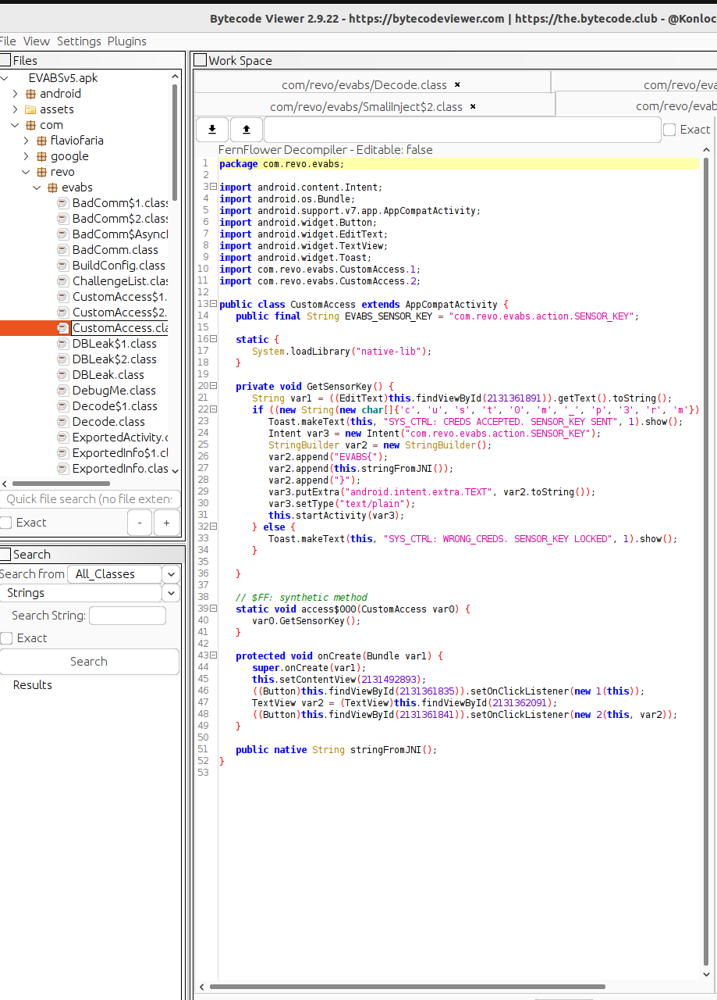 Bytecode Viewer 2.9.22 - https://bytecodeviewer.com | https://the.bytecode.club - @Konloc
File View Settings Plugins
Files
EVABSv5.apk
android
assets
com
flaviofaria
google
revo
evabs
BadComm$1.class
BadComm$2.class
BadComm$AsyncH
BadComm.class
BuildConfig.class
ChallengeList.clas
CustomAccess$1.
CustomAccess$2.
CustomAccess.cla
DBLeak$1.class
DBLeak$2.class
DBLeak.class
DebugMe.class
Decode$1.class
Decode.class
ExportedActivity.c
ExportedInfo$1.cl
ExportedInfo.clas
Quick file search (no file extens
Exact
-
+
Search
Search from All_Classes
Strings
Search String:
Exact
Search
Results
Work Space
com/revo/evabs/Decode.class ×
com/revo/eva
com/revo/evabs/SmaliInject$2.class ×
com/revo/evab
Exact
FernFlower Decompiler - Editable: false
1 package com.revo.evabs;
2
3 import android.content.Intent;
4 import android.os.Bundle;
5 import android.support.v7.app.AppCompatActivity;
6 import android.widget.Button;
7 import android.widget.EditText;
8 import android.widget.TextView;
9 import android.widget.Toast;
10 import com.revo.evabs.CustomAccess.1;
11 import com.revo.evabs.CustomAccess.2;
12
13 public class CustomAccess extends AppCompatActivity {
14 public final String EVABS_SENSOR_KEY = "com.revo.evabs.action.SENSOR_KEY";
15
16 static {
17 System.loadLibrary("native-lib");
18 }
19
20 private void GetSensorKey() {
21 String var1 = ((EditText)this.findViewById(2131361891)).getText().toString();
22 if ((new String(new char[]{'c', 'u', 's', 't', '0', 'm', '_', 'p', '3', 'r', 'm'})
23 Toast.makeText(this, "SYS_CTRL: CREDS ACCEPTED. SENSOR_KEY SENT", 1).show();
24 Intent var3 = new Intent("com.revo.evabs.action.SENSOR_KEY");
25 StringBuilder var2 = new StringBuilder();
26 var2.append("EVABS{");
27 var2.append(this.stringFromJNI());
28 var2.append("}");
29 var3.putExtra("android.intent.extra.TEXT", var2.toString());
30 var3.setType("text/plain");
31 this.startActivity(var3);
32 } else {
33 Toast.makeText(this, "SYS_CTRL: WRONG_CREDS. SENSOR_KEY LOCKED", 1).show();
34 }
35
36 }
37
38 // $FF: synthetic method
39 static void access$000(CustomAccess var0) {
40 var0.GetSensorKey();
41 }
42
43 protected void onCreate(Bundle var1) {
44 super.onCreate(var1);
45 this.setContentView(2131492893);
46 ((Button)this.findViewById(2131361835)).setOnClickListener(new 1(this));
47 TextView var2 = (TextView)this.findViewById(2131362091);
48 ((Button)this.findViewById(2131361841)).setOnClickListener(new 2(this, var2));
49 }
50
51 public native String stringFromJNI();
52 }
53